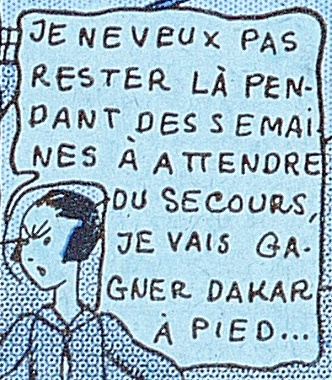 JE NE VEUX PAS
RESTER LÀ PEN-
DANT DES SEMAI-
NES À ATTENDRE
DU SECOURS,
JE VAIS GA-
GNER DAKAR
À PIED...